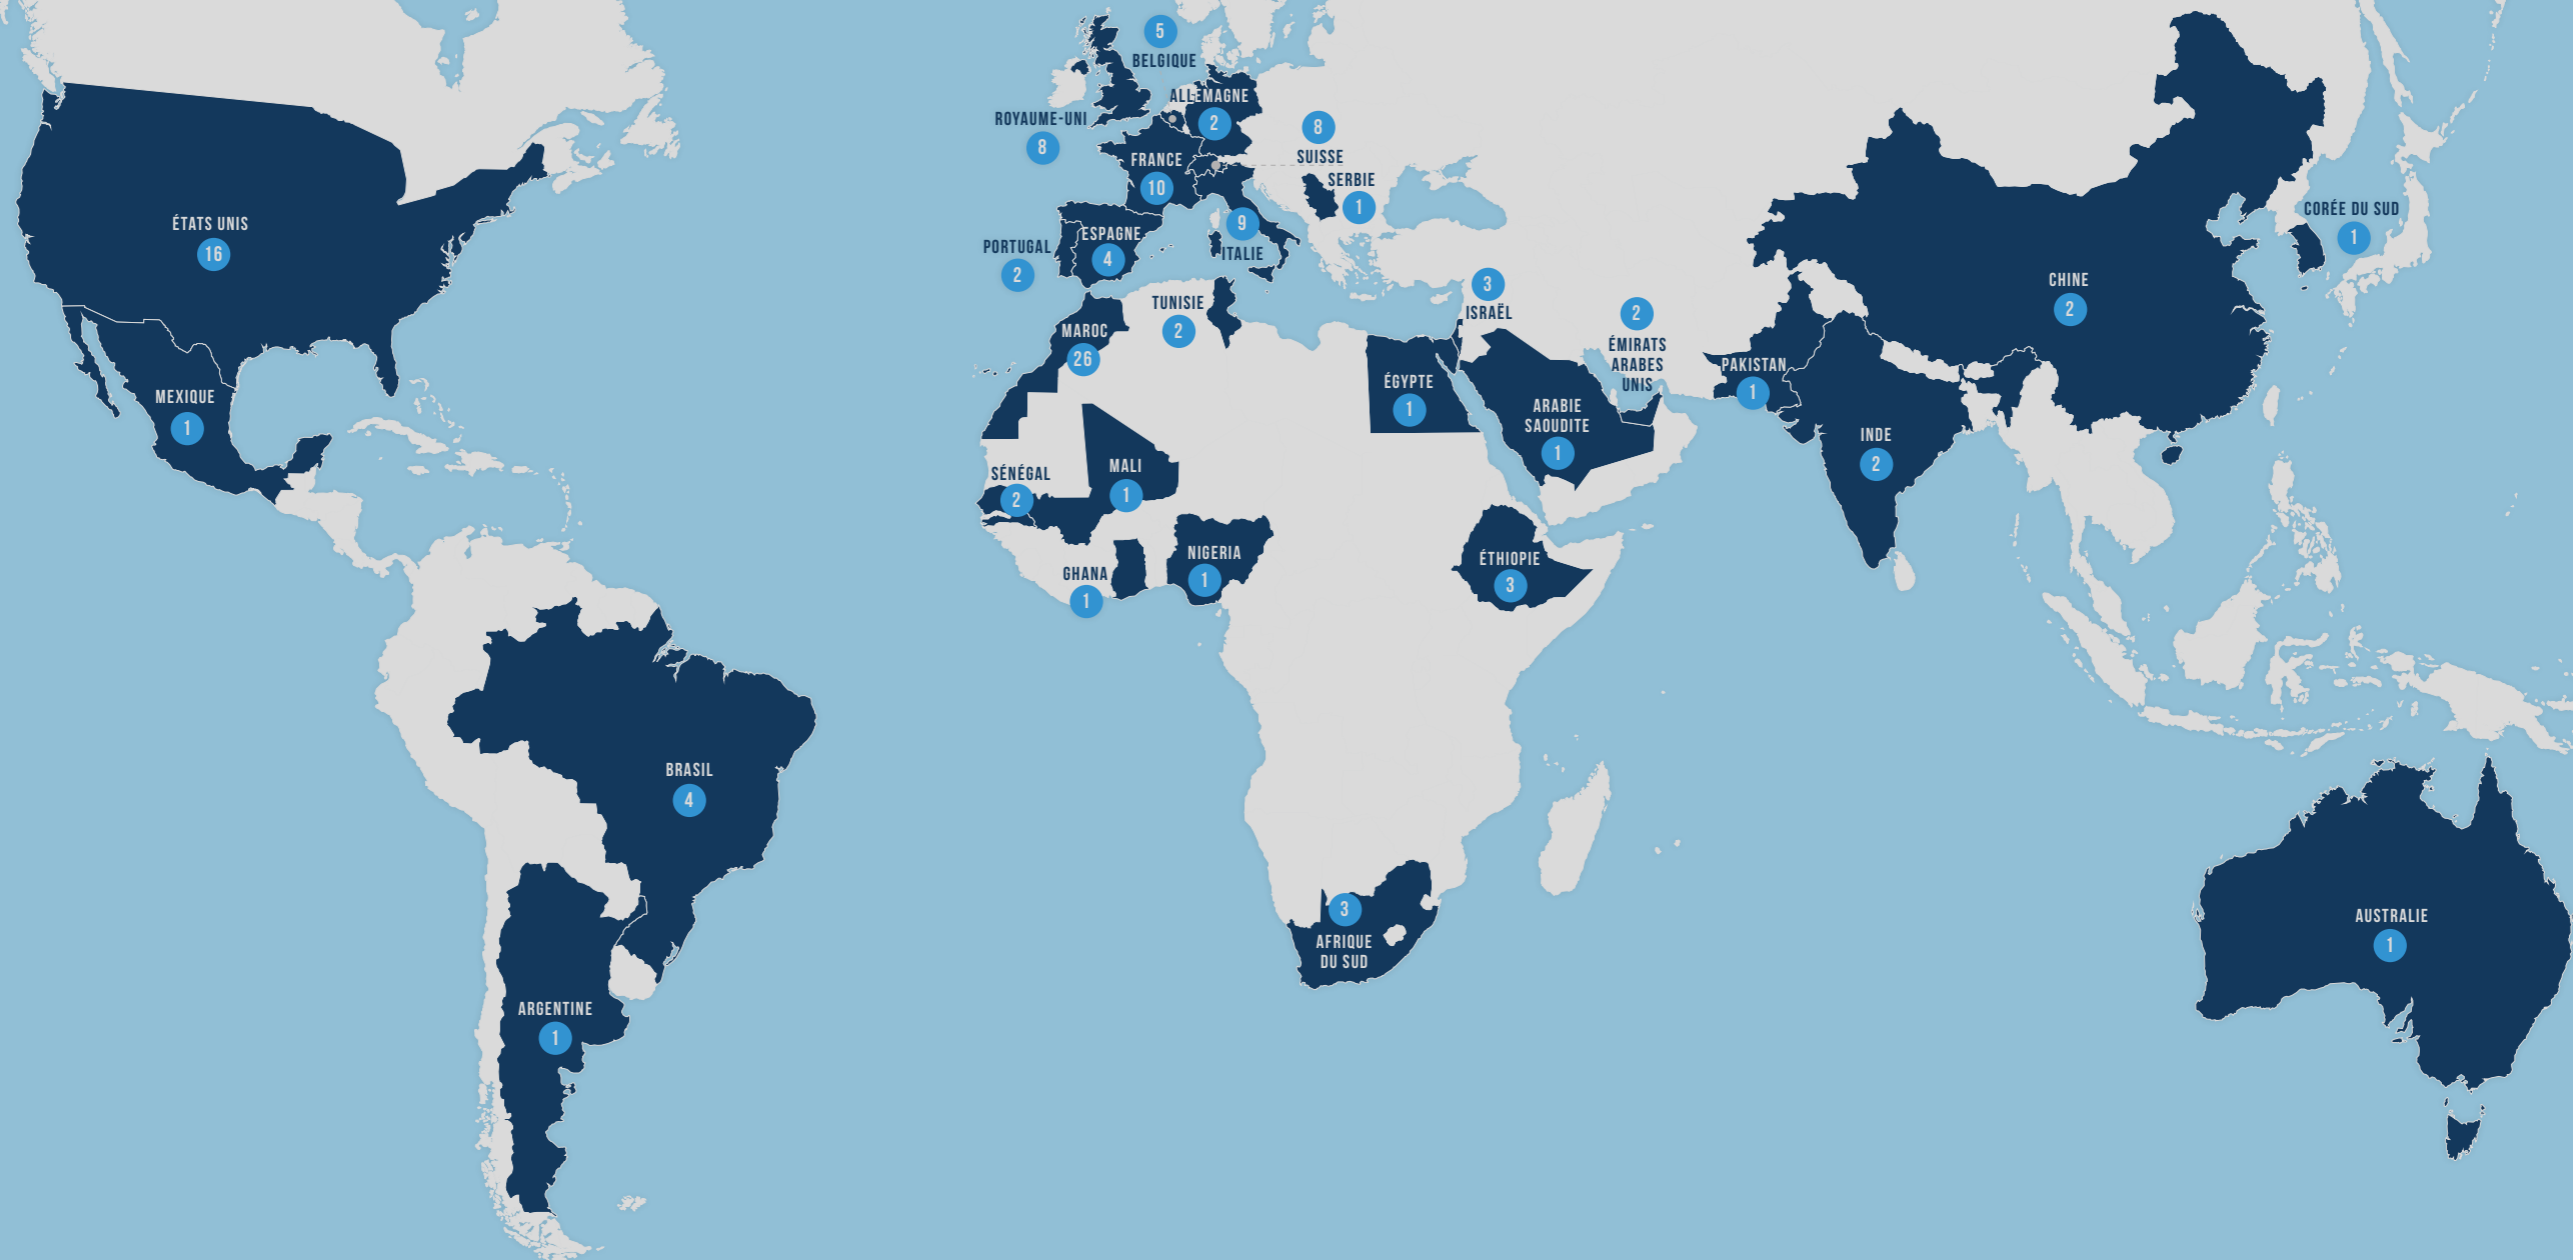 5
BELGIQUE
ALLEMAGNE
2
ROYAUME-UNI
8
8
SUISSE
FRANCE
10
SERBIE
1
ÉTATS UNIS
16
9
ITALIE
PORTUGAL
2
ESPAGNE
4
CORÉE DU SUD
1
CHINE
2
3
ISRAËL
TUNISIE
2
MAROC
26
2
ÉMIRATS
ARABES
UNIS
PAKISTAN
1
MEXIQUE
1
ÉGYPTE
1
ARABIE
SAOUDITE
1
INDE
2
SÉNÉGAL
2
MALI
1
NIGERIA
1
GHANA
1
ÉTHIOPIE
3
BRASIL
4
3
AFRIQUE
DU SUD
AUSTRALIE
1
ARGENTINE
1